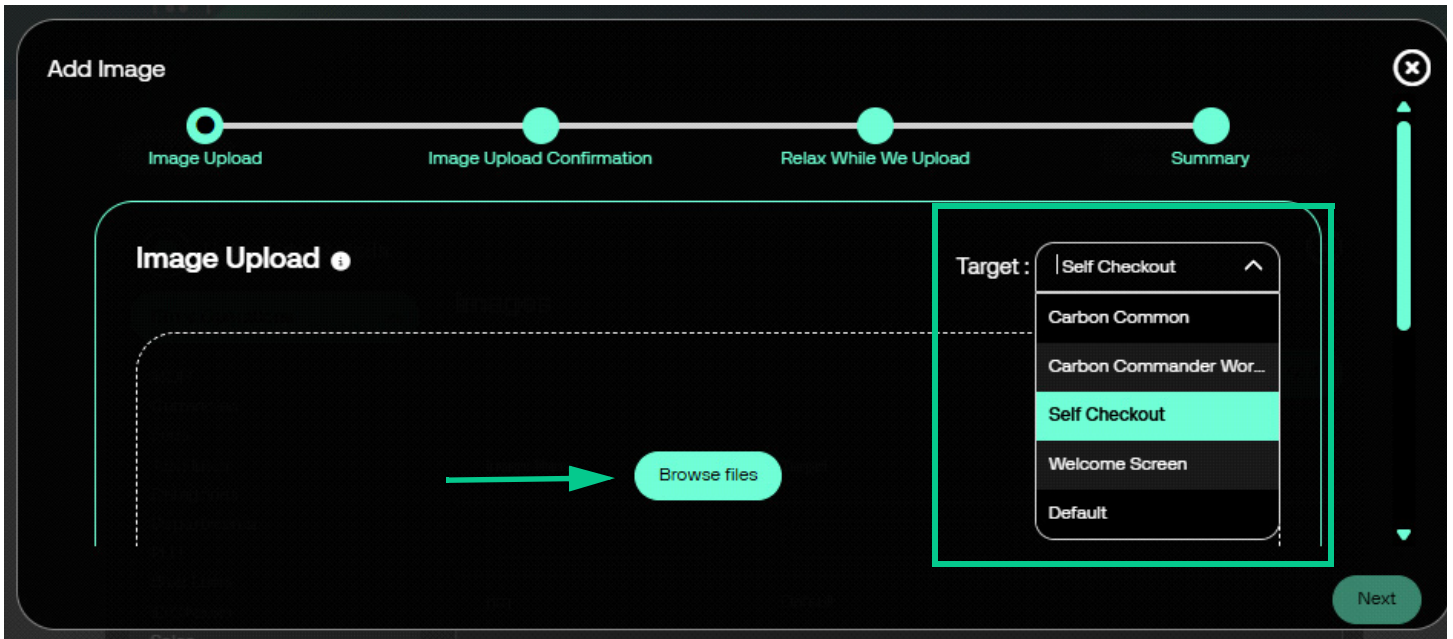 Add Image
Image Upload
Image Upload Confirmation
Relax While We Upload
Summary
Image Upload
Target :
Self Checkout
Carbon Common
Carbon Commander Wor...
Self Checkout
Welcome Screen
Default
Browse files
Next